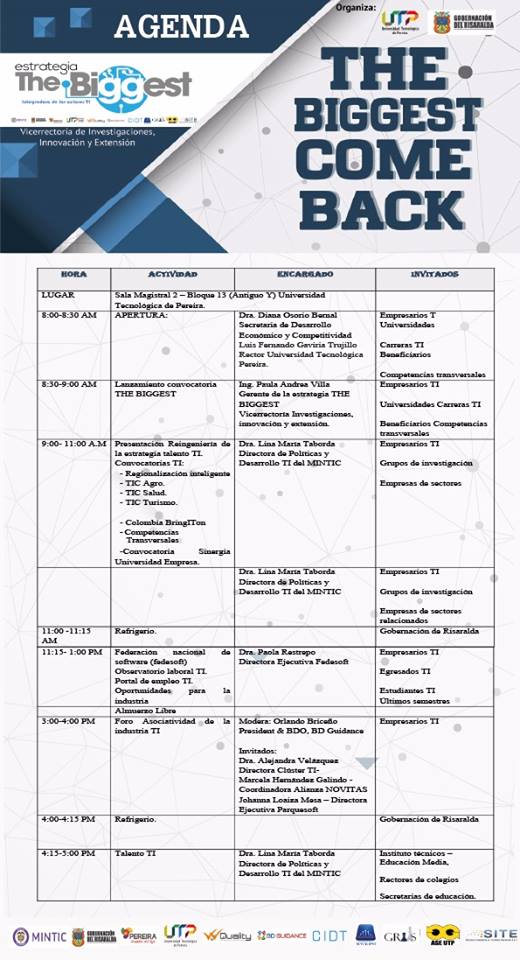 Organiza:
AGENDA
UTP
Universidad Tecnológica
de Pereira
GOBERNACIÓN
DEL RISARALDA
estrategia
The Biggest
Integradora de los actores TI
Vicerrectoría de Investigaciones,
Innovación y Extensión
THE
BIGGEST
COME
BACK
HORA ACTIVIDAD ENCARGADO INVITADOS
LUGAR Sala Magistral 2 – Bloque 13 (Antiguo Y) Universidad
Tecnológica de Pereira.
8:00-8:30 AM APERTURA: Dra. Diana Osorio Bernal Empresarios T
Secretaria de Desarrollo Universidades
Económico y Competitividad
Luis Fernando Gaviria Trujillo Carreras TI
Rector Universidad Tecnológica Beneficiarios
Pereira.
Competencias transversales
8:30-9:00 AM Lanzamiento convocatoria Ing. Paula Andrea Villa Empresarios TI
THE BIGGEST Gerente de la estrategia THE
BIGGEST Universidades Carreras TI
Vicerrectoría Investigaciones,
innovación y extensión. Beneficiarios Competencias
transversales
9:00- 11:00 A.M Presentación Reingeniería de Dra. Lina María Taborda Empresarios TI
la estrategia talento TI. Directora de Políticas y
Convocatorias TI: Desarrollo TI del MINTIC Grupos de investigación
- Regionalización inteligente
- TIC Agro. Empresas de sectores
- TIC Salud.
- TIC Turismo.
- Colombia BringITon
- Competencias
Transversales
-Convocatoria Sinergia
Universidad Empresa.
Dra. Lina María Taborda Empresarios TI
Directora de Políticas y
Desarrollo TI del MINTIC Grupos de investigación
Empresas de sectores
relacionados
11:00 -11:15 Refrigerio. Gobernación de Risaralda
AM
11:15- 1:00 PM Federación nacional de Dra. Paola Restrepo Empresarios TI
software (fedesoft) Directora Ejecutiva Fedesoft
Observatorio laboral TI. Egresados TI
Portal de empleo TI.
Oportunidades para la Estudiantes TI
industria Últimos semestres
Almuerzo Libre
3:00-4:00 PM Foro Asociatividad de la Modera: Orlando Briceño Empresarios TI
industria TI President & BDO, BD Guidance
Invitados:
Dra. Alejandra Velázquez
Directora Clúster TI-
Marcela Hernández Galindo -
Coordinadora Alianza NOVITAS
Johanna Loaiza Mesa – Directora
Ejecutiva Parquesoft
4:00-4:15 PM Refrigerio. Gobernación de Risaralda
4:15-5:00 PM Talento TI Dra. Lina María Taborda Instituto técnicos –
Directora de Políticas y Educación Media,
Desarrollo TI del MINTIC
Rectores de colegios
Secretarías de educación.
MINTIC GOBERNACIÓN DEL RISARALDA PEREIRA UTP Quality BD GUIDANCE CIDT ASE UTP SITE